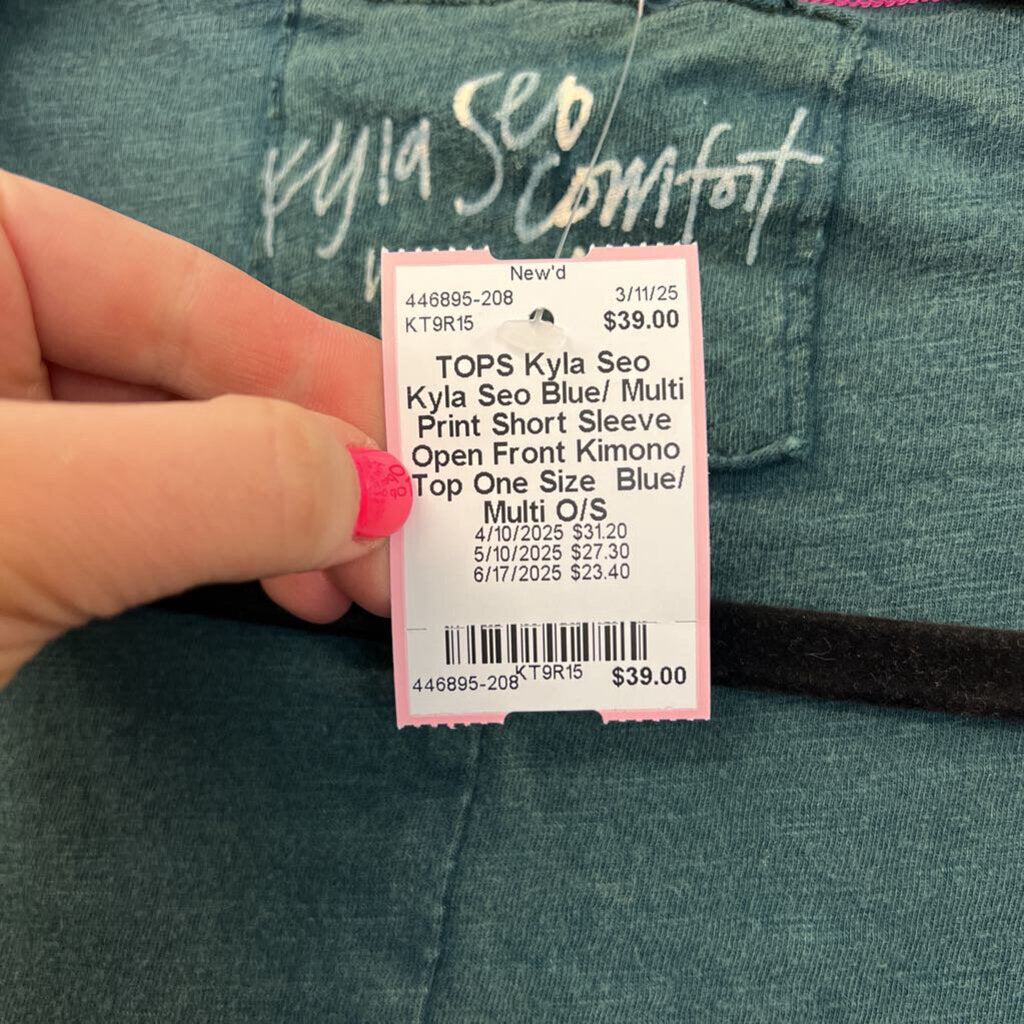 Kyla Seo
Comfort
New'd
446895-208 3/11/25
KT9R15 $39.00
TOPS Kyla Seo
Kyla Seo Blue/ Multi
Print Short Sleeve
Open Front Kimono
Top One Size Blue/
Multi O/S
4/10/2025 $31.20
5/10/2025 $27.30
6/17/2025 $23.40
446895-208 KT9R15 $39.00